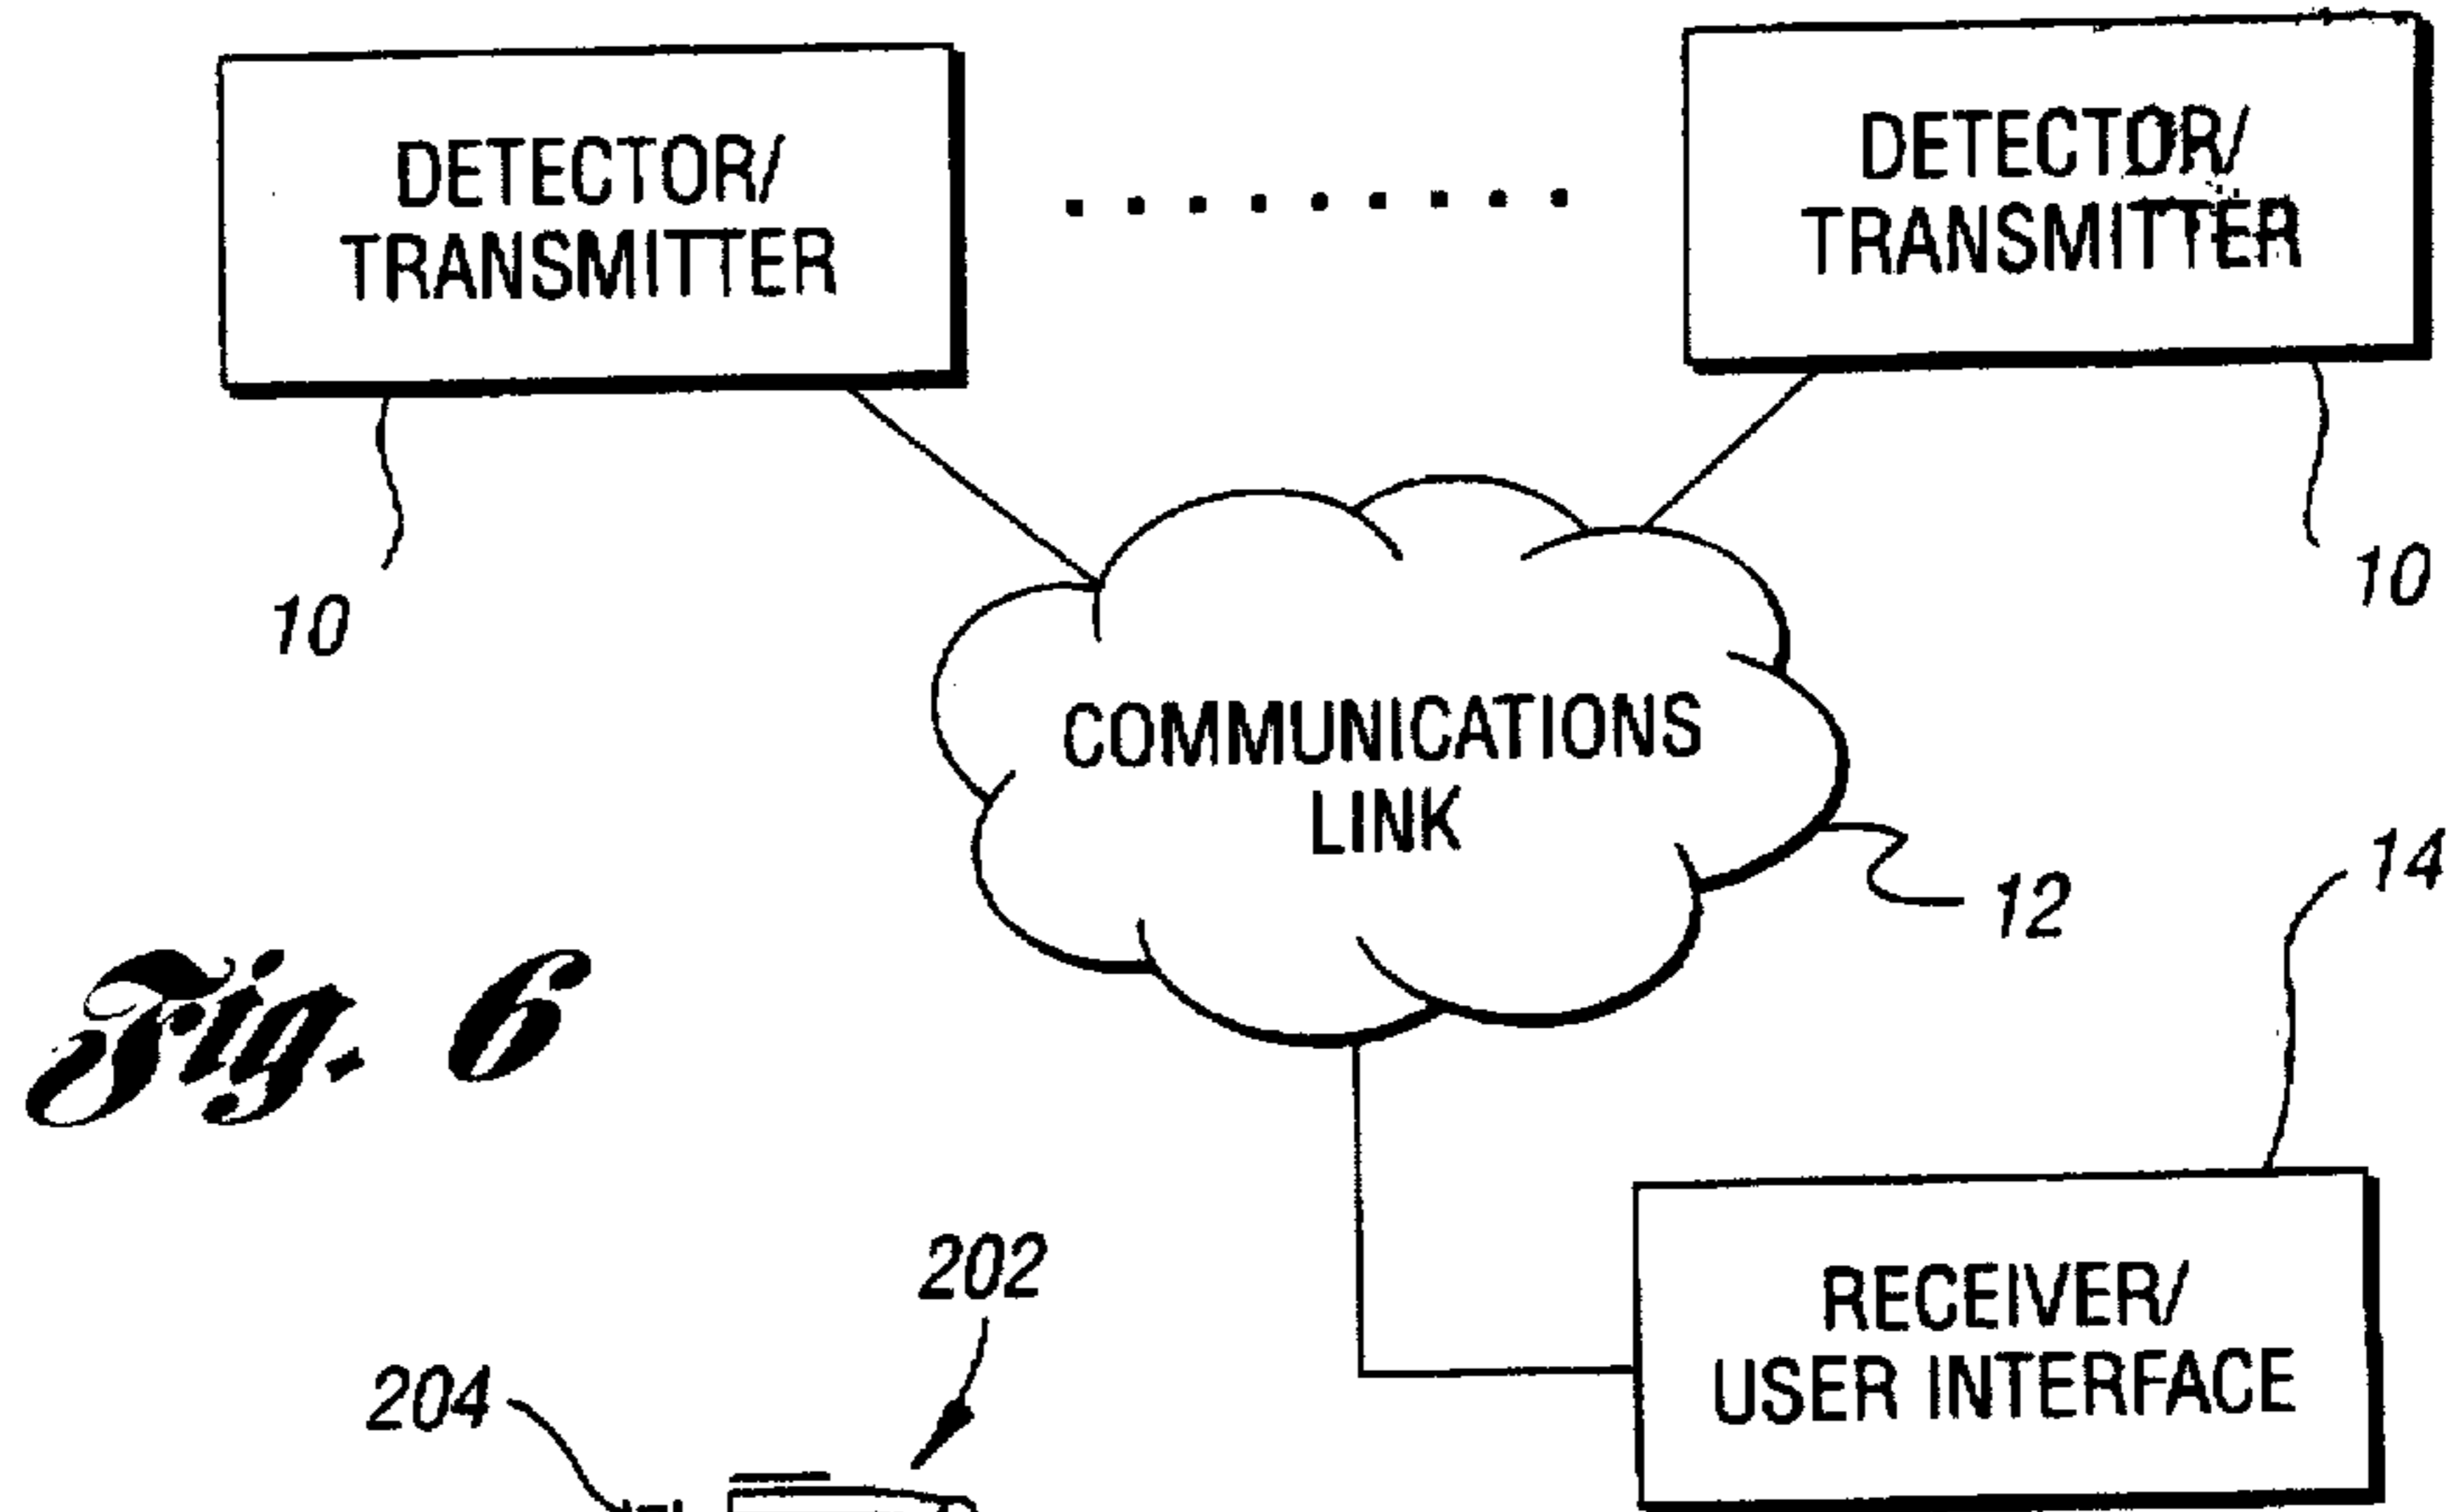 DETECTOR/
TRANSMITTER
DETECTOR/
TRANSMITTER
10
10
COMMUNICATIONS
LINK
12
14
Fig. 6
RECEIVER/
USER INTERFACE
202
204